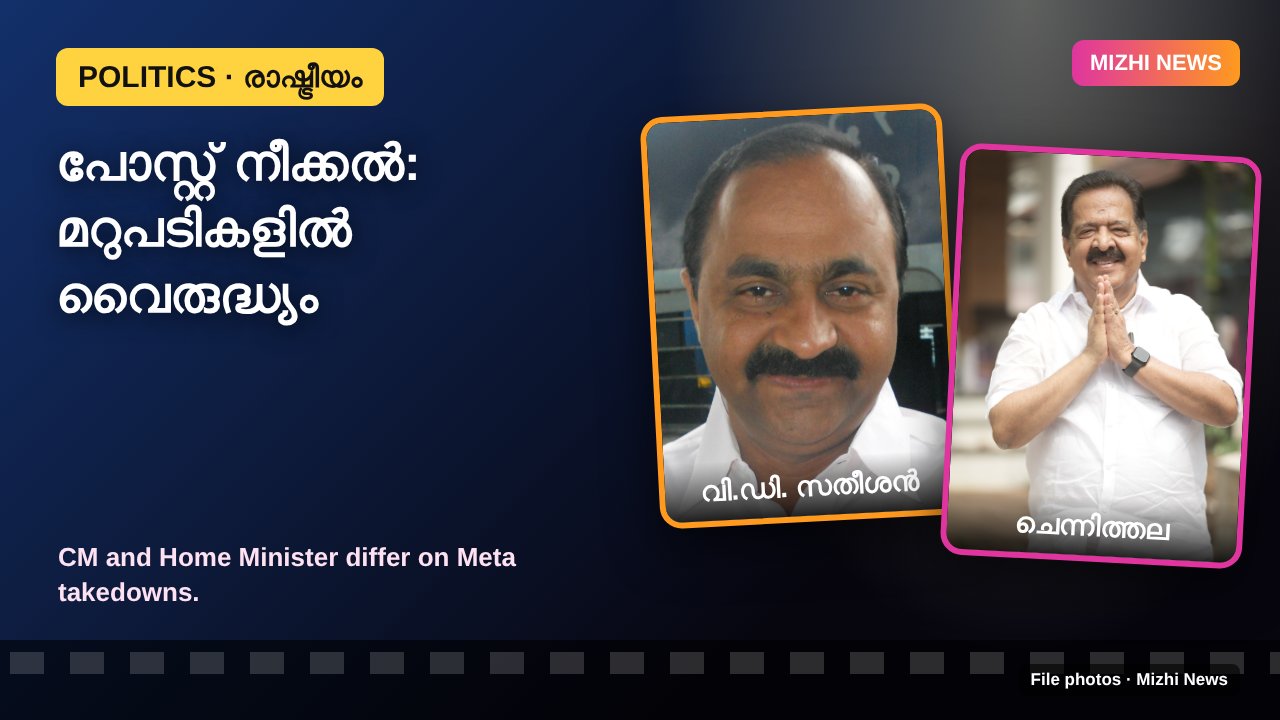 POLITICS · രാഷ്ട്രീയം
MIZHI NEWS
പോസ്റ്റ് നീക്കൽ:
മറുപടികളിൽ
വൈരുദ്ധ്യം
വി.ഡി. സതീശൻ
ചെന്നിത്തല
CM and Home Minister differ on Meta
takedowns.
File photos · Mizhi News